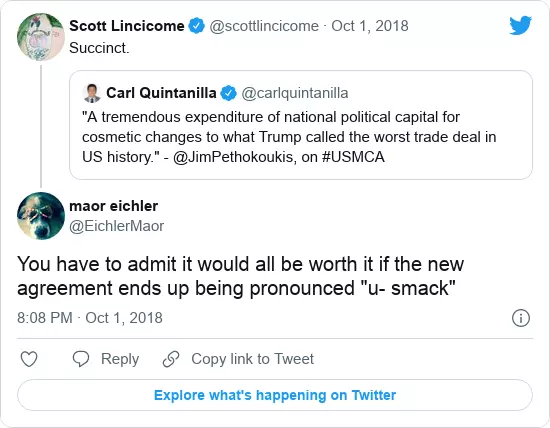 Scott Lincicome @scottlincicome · Oct 1, 2018
Succinct.
Carl Quintanilla @carlquintanilla
"A tremendous expenditure of national political capital for
cosmetic changes to what Trump called the worst trade deal in
US history." - @JimPethokoukis, on #USMCA
maor eichler
@EichlerMaor
You have to admit it would all be worth it if the new
agreement ends up being pronounced "u- smack"
8:08 PM · Oct 1, 2018
Reply
Copy link to Tweet
Explore what's happening on Twitter